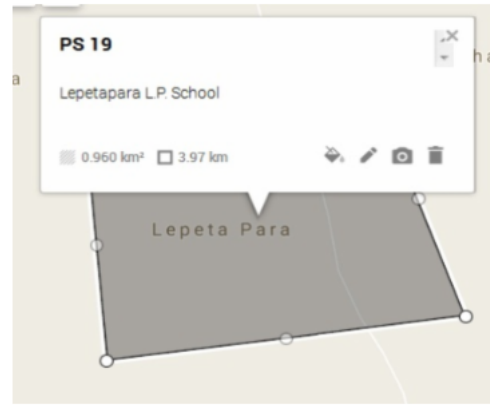 PS 19
Lepetapara L.P. School
0.960 km² 3.97 km
Lepeta Para
h a
a